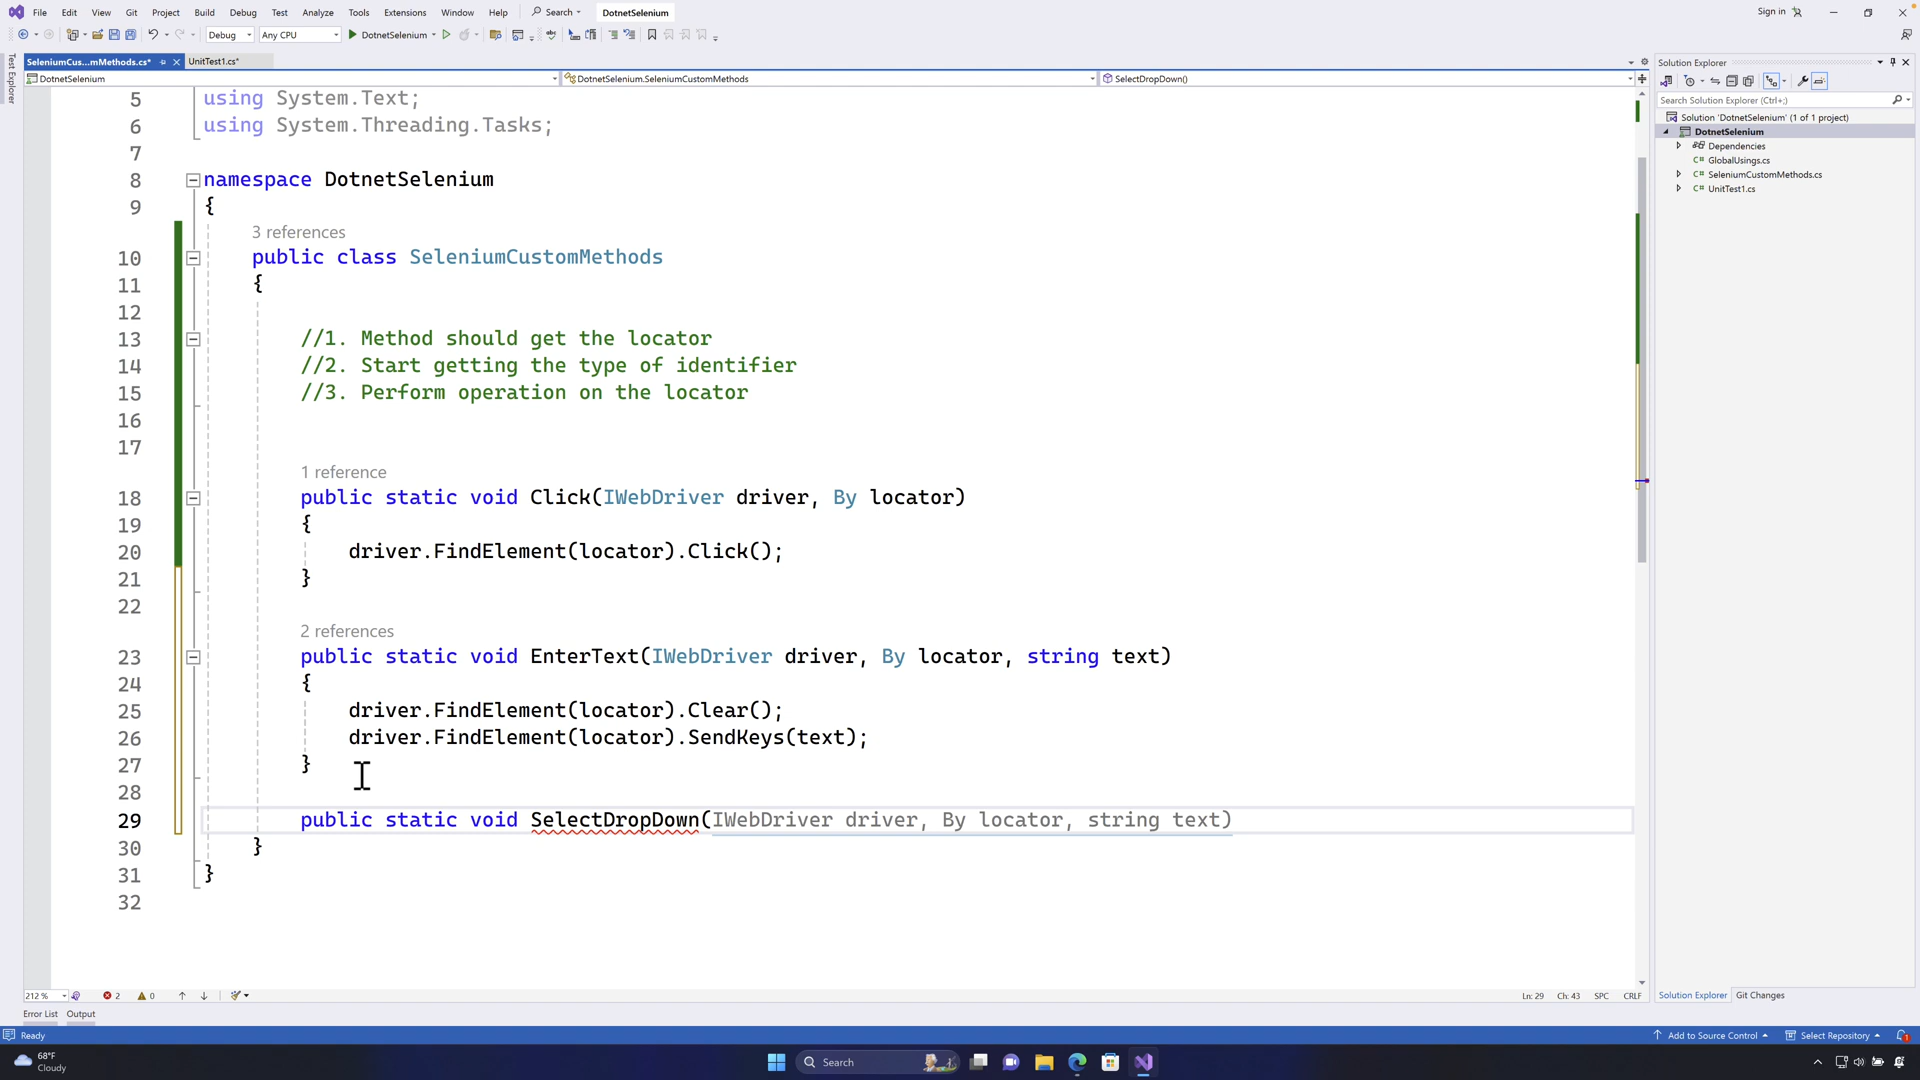 File Edit View Git Project Build Debug Test Analyze Tools Extensions Window Help Search DotnetSelenium Sign in
Debug Any CPU DotnetSelenium
Test Explorer
SeleniumCus...mMethods.cs* UnitTest1.cs*
DotnetSelenium DotnetSelenium.SeleniumCustomMethods SelectDropDown()
5 using System.Text;
6 using System.Threading.Tasks;
7
8 namespace DotnetSelenium
9 {
3 references
10 public class SeleniumCustomMethods
11 {
12
13 //1. Method should get the locator
14 //2. Start getting the type of identifier
15 //3. Perform operation on the locator
16
17
1 reference
18 public static void Click(IWebDriver driver, By locator)
19 {
20 driver.FindElement(locator).Click();
21 }
22
2 references
23 public static void EnterText(IWebDriver driver, By locator, string text)
24 {
25 driver.FindElement(locator).Clear();
26 driver.FindElement(locator).SendKeys(text);
27 }
28
29 public static void SelectDropDown(IWebDriver driver, By locator, string text)
30 }
31 }
32
212 % 2 0 Ln: 29 Ch: 43 SPC CRLF
Error List Output
Solution Explorer
Search Solution Explorer (Ctrl+;)
Solution 'DotnetSelenium' (1 of 1 project)
DotnetSelenium
Dependencies
C# GlobalUsings.cs
C# SeleniumCustomMethods.cs
C# UnitTest1.cs
Solution Explorer Git Changes
Ready Add to Source Control Select Repository 1
68°F
Cloudy
Search